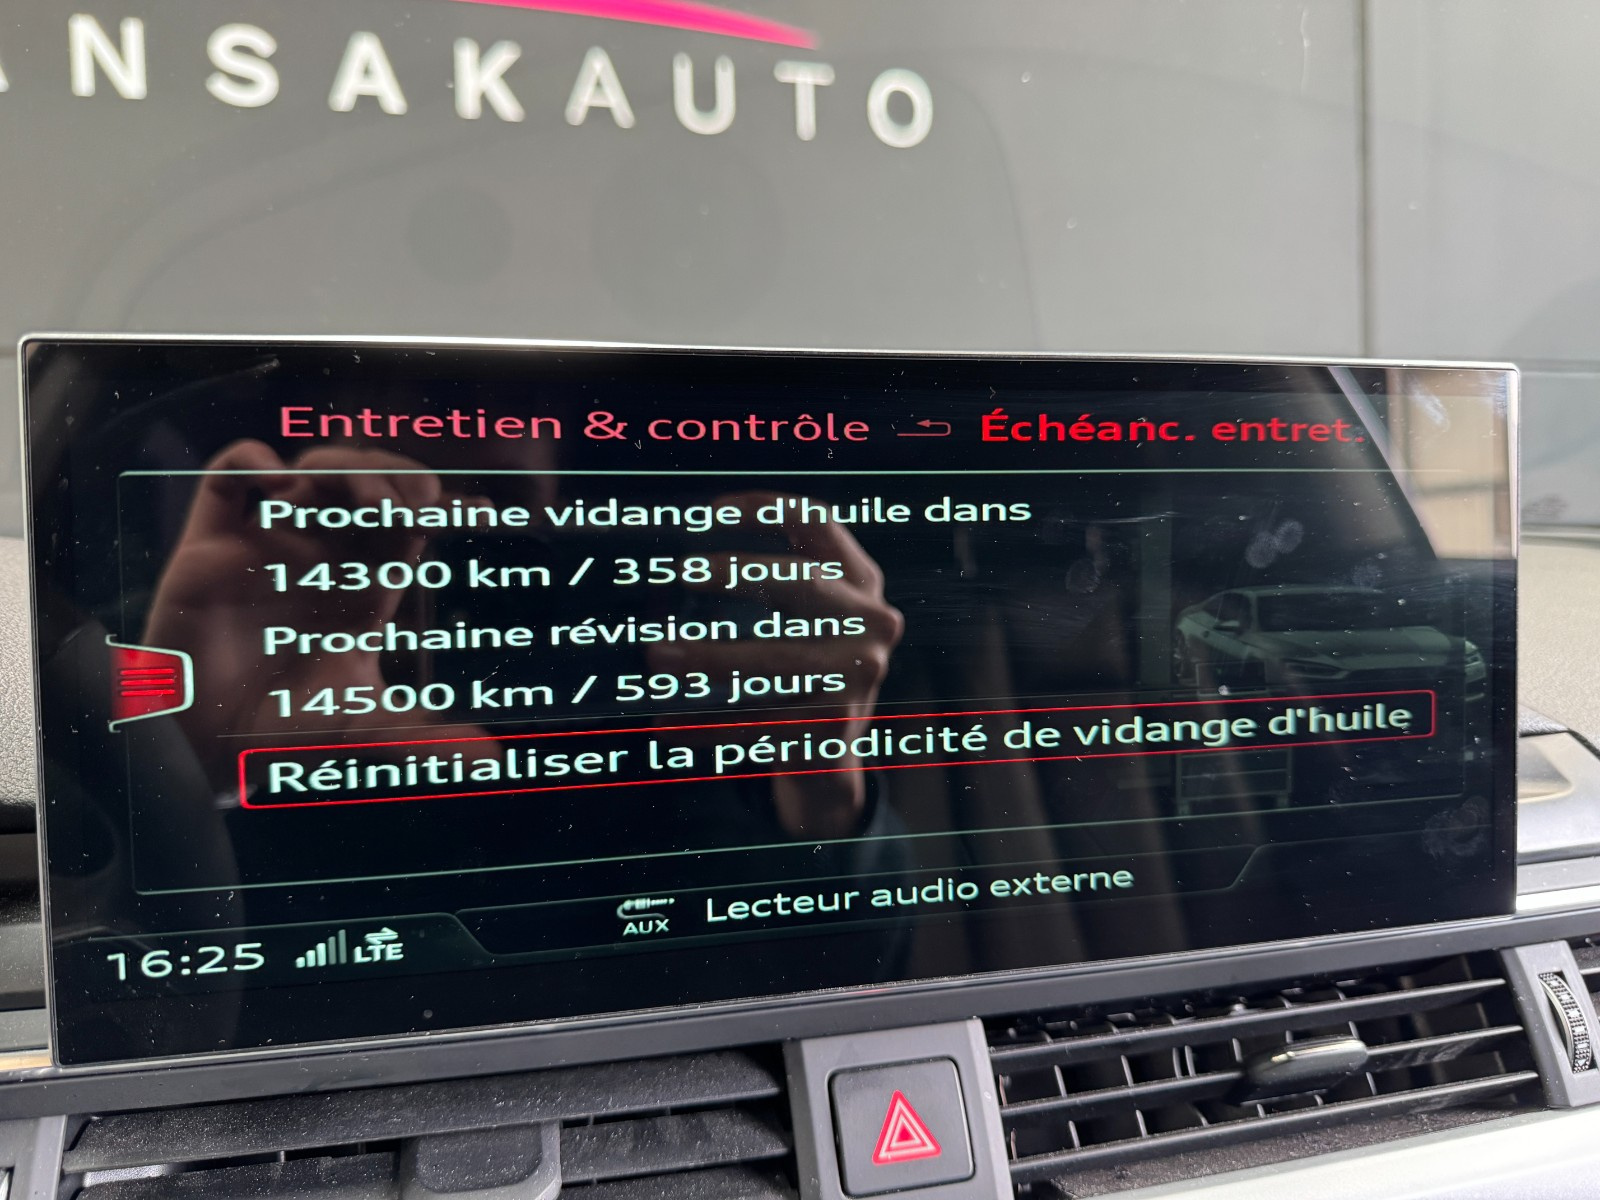 ANSAKAUTO
Entretien & contrôle Échéanc. entret.
Prochaine vidange d'huile dans
14300 km / 358 jours
Prochaine révision dans
14500 km / 593 jours
Réinitialiser la périodicité de vidange d'huile
AUX Lecteur audio externe
16:25 LTE